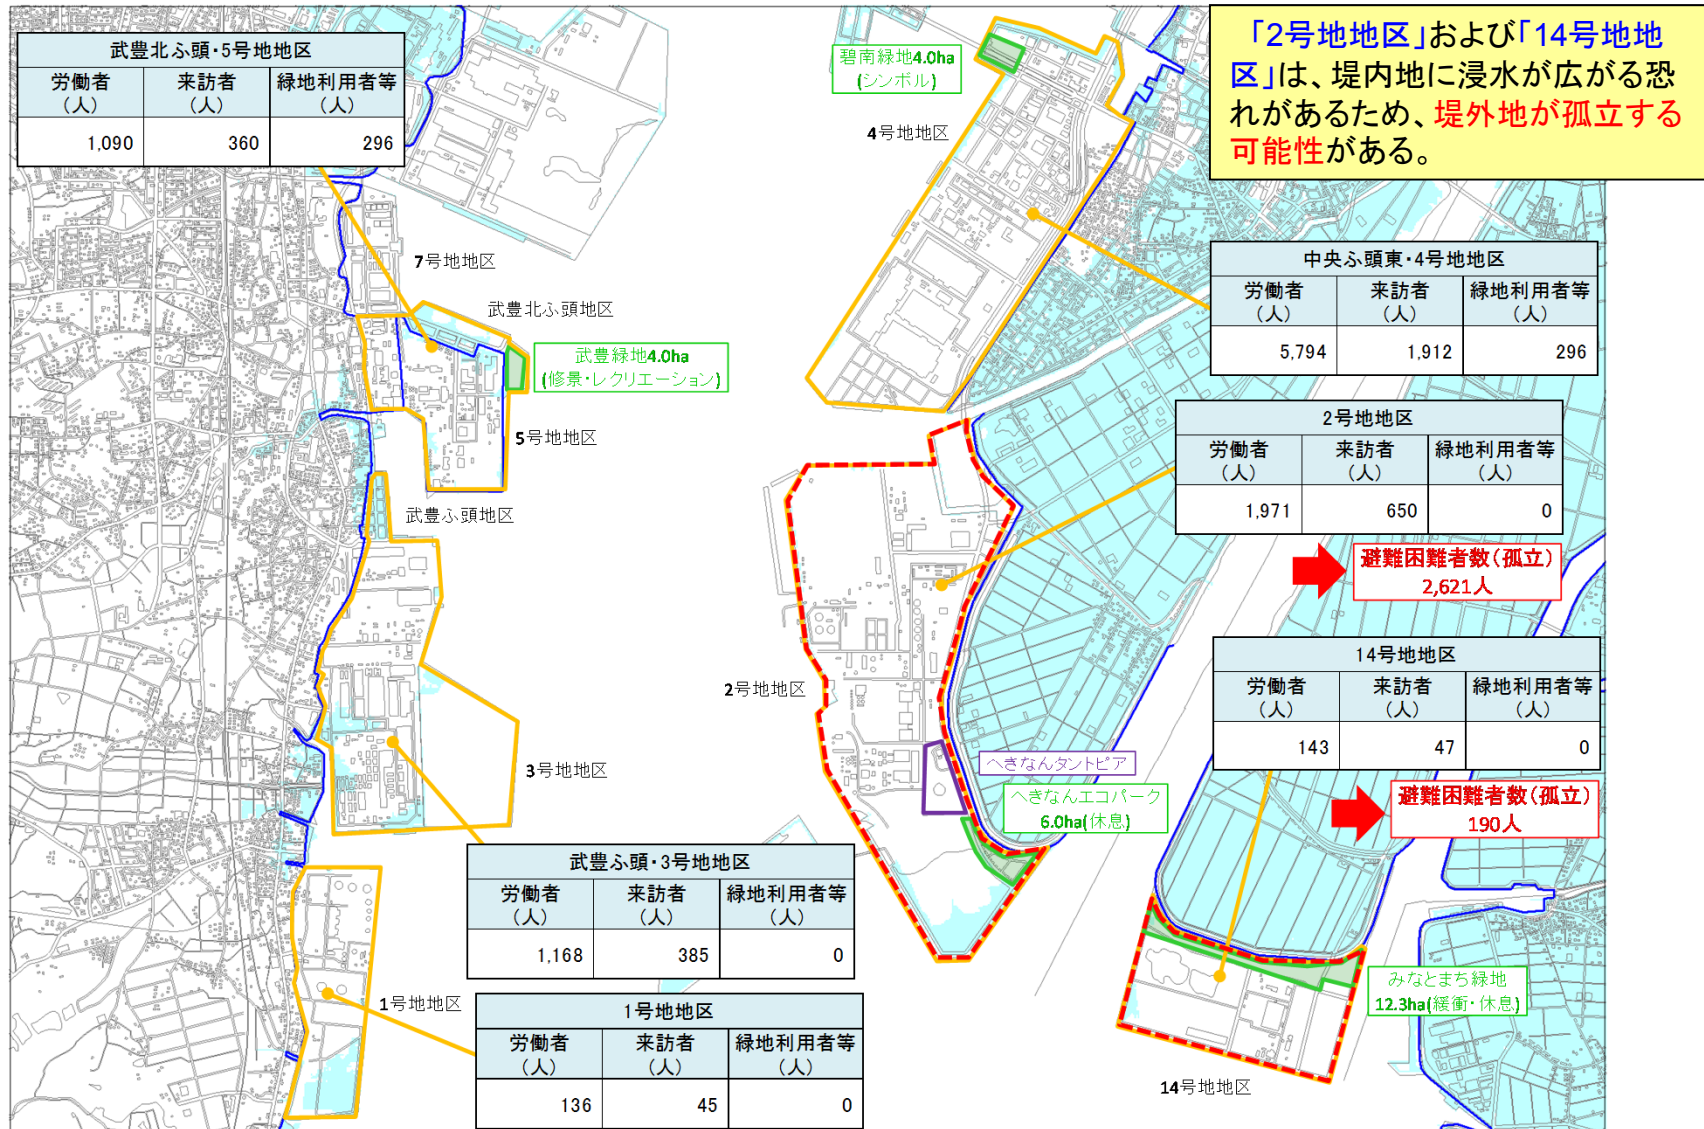 「2号地地区」および「14号地地
区」は、堤内地に浸水が広がる恐
れがあるため、堤外地が孤立する
可能性がある。
武豊北ふ頭・5号地地区
労働者 来訪者 緑地利用者等
(人) (人) (人)
1,090 360 296
碧南緑地4.0ha
(シンボル)
4号地地区
7号地地区
武豊北ふ頭地区
武豊緑地4.0ha
(修景・レクリエーション)
5号地地区
武豊ふ頭地区
中央ふ頭東・4号地地区
労働者 来訪者 緑地利用者等
(人) (人) (人)
5,794 1,912 296
2号地地区
労働者 来訪者 緑地利用者等
(人) (人) (人)
1,971 650 0
避難困難者数(孤立)
2,621人
14号地地区
労働者 来訪者 緑地利用者等
(人) (人) (人)
143 47 0
避難困難者数(孤立)
190人
2号地地区
3号地地区
へきなんタントピア
へきなんエコパーク
6.0ha(休息)
武豊ふ頭・3号地地区
労働者 来訪者 緑地利用者等
(人) (人) (人)
1,168 385 0
みなとまち緑地
12.3ha(緩衝・休息)
1号地地区
1号地地区
労働者 来訪者 緑地利用者等
(人) (人) (人)
136 45 0
14号地地区